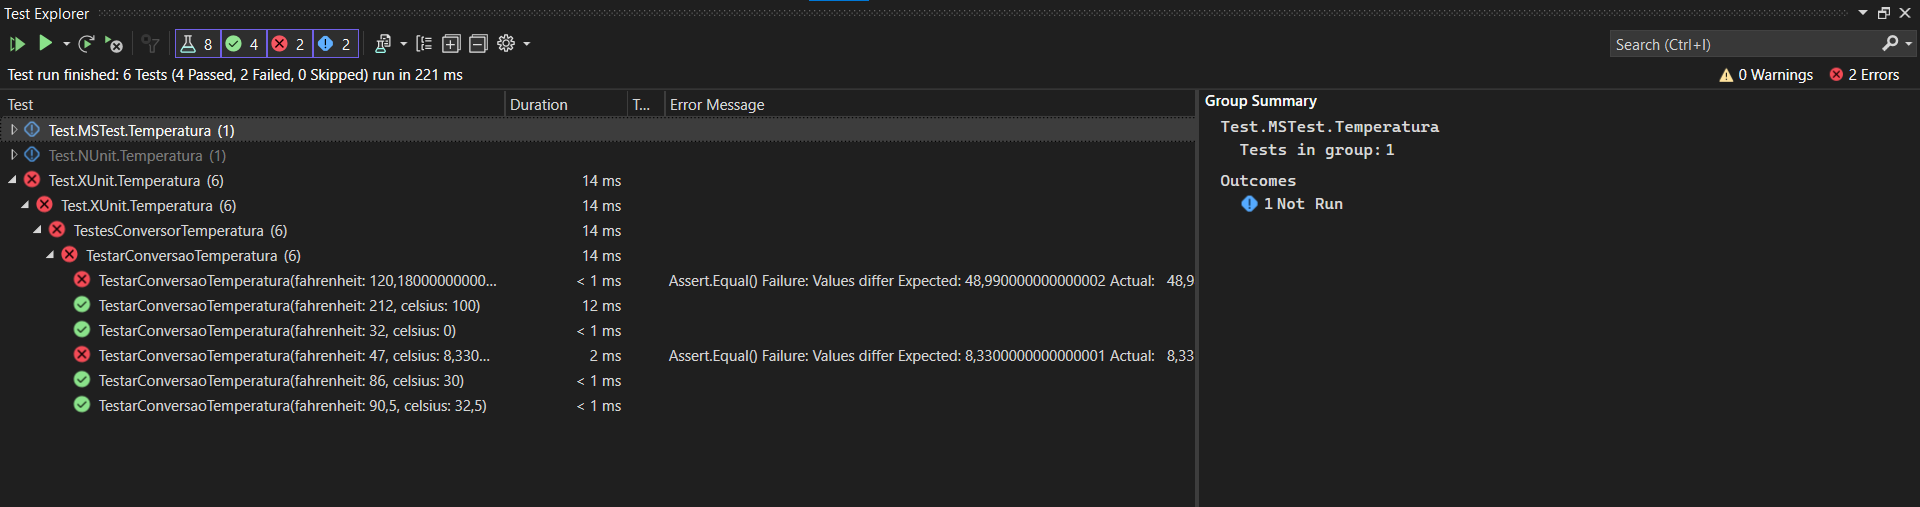 Test Explorer
8 4 2 2
Search (Ctrl+I)
Test run finished: 6 Tests (4 Passed, 2 Failed, 0 Skipped) run in 221 ms
0 Warnings 2 Errors
Test Duration T... Error Message
Test.MSTest.Temperatura (1)
Test.NUnit.Temperatura (1)
Test.XUnit.Temperatura (6) 14 ms
Test.XUnit.Temperatura (6) 14 ms
TestesConversorTemperatura (6) 14 ms
TestarConversaoTemperatura (6) 14 ms
TestarConversaoTemperatura(fahrenheit: 120,18000000000... < 1 ms Assert.Equal() Failure: Values differ Expected: 48,990000000000002 Actual: 48,9
TestarConversaoTemperatura(fahrenheit: 212, celsius: 100) 12 ms
TestarConversaoTemperatura(fahrenheit: 32, celsius: 0) < 1 ms
TestarConversaoTemperatura(fahrenheit: 47, celsius: 8,330... 2 ms Assert.Equal() Failure: Values differ Expected: 8,3300000000000001 Actual: 8,33
TestarConversaoTemperatura(fahrenheit: 86, celsius: 30) < 1 ms
TestarConversaoTemperatura(fahrenheit: 90,5, celsius: 32,5) < 1 ms
Group Summary
Test.MSTest.Temperatura
Tests in group: 1
Outcomes
1 Not Run